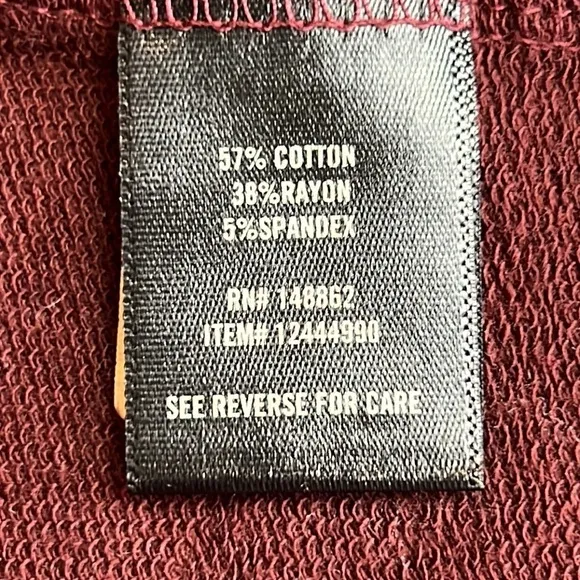 57% COTTON
38%RAYON
5%SPANDEX
RN# 148862
ITEM# 12444990
SEE REVERSE FOR CARE